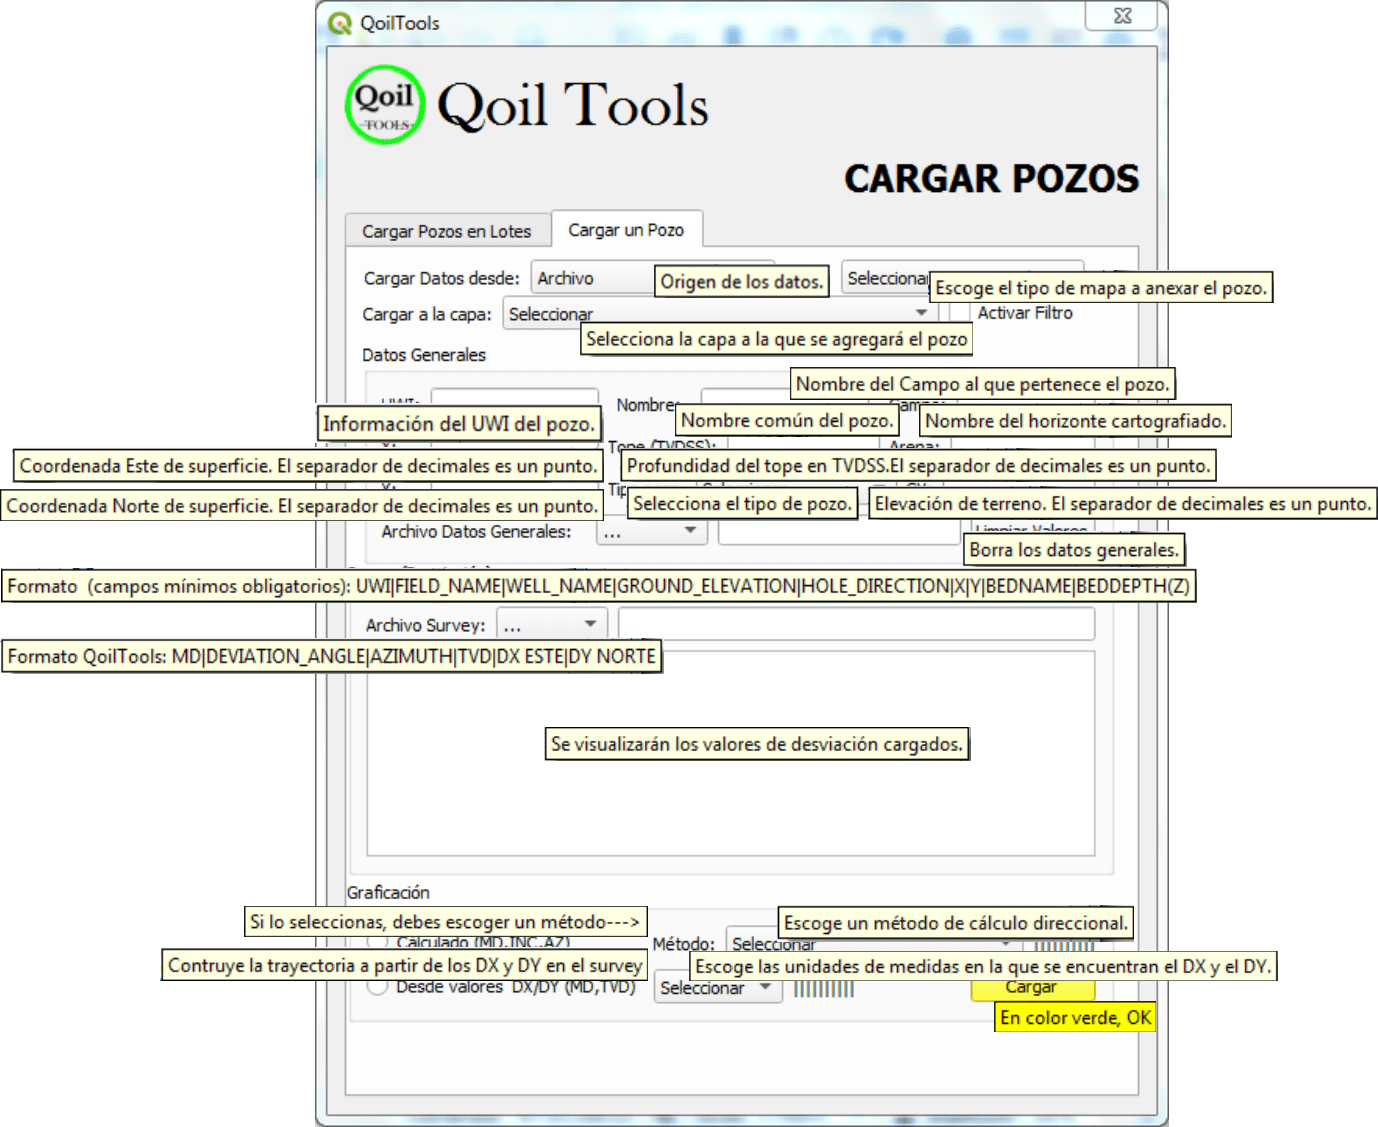 QoilTools
Qoil
TOOLS
Qoil Tools
CARGAR POZOS
Cargar Pozos en Lotes
Cargar un Pozo
Cargar Datos desde: Archivo
Origen de los datos.
Seleccionar
Escoge el tipo de mapa a anexar el pozo.
Cargar a la capa: Seleccionar
Activar Filtro
Selecciona la capa a la que se agregará el pozo
Datos Generales
Nombre del Campo al que pertenece el pozo.
UWI:
Nombre:
Campo:
Información del UWI del pozo.
Nombre común del pozo.
Nombre del horizonte cartografiado.
Tope (TVDSS):
Arena:
Coordenada Este de superficie. El separador de decimales es un punto.
Profundidad del tope en TVDSS.El separador de decimales es un punto.
Coordenada Norte de superficie. El separador de decimales es un punto.
Selecciona el tipo de pozo.
Elevación de terreno. El separador de decimales es un punto.
Archivo Datos Generales: ...
Limpiar Valores
Borra los datos generales.
Formato  (campos mínimos obligatorios): UWI|FIELD_NAME|WELL_NAME|GROUND_ELEVATION|HOLE_DIRECTION|X|Y|BEDNAME|BEDDEPTH(Z)
Archivo Survey: ...
Formato QoilTools: MD|DEVIATION_ANGLE|AZIMUTH|TVD|DX ESTE|DY NORTE
Se visualizarán los valores de desviación cargados.
Graficación
Si lo seleccionas, debes escoger un método--->
Escoge un método de cálculo direccional.
Calculado (MD,INC,AZ)
Método: Seleccionar
||||||||||
Contruye la trayectoria a partir de los DX y DY en el survey
Escoge las unidades de medidas en la que se encuentran el DX y el DY.
Desde valores  DX/DY (MD,TVD)
Seleccionar
||||||||||
Cargar
En color verde, OK